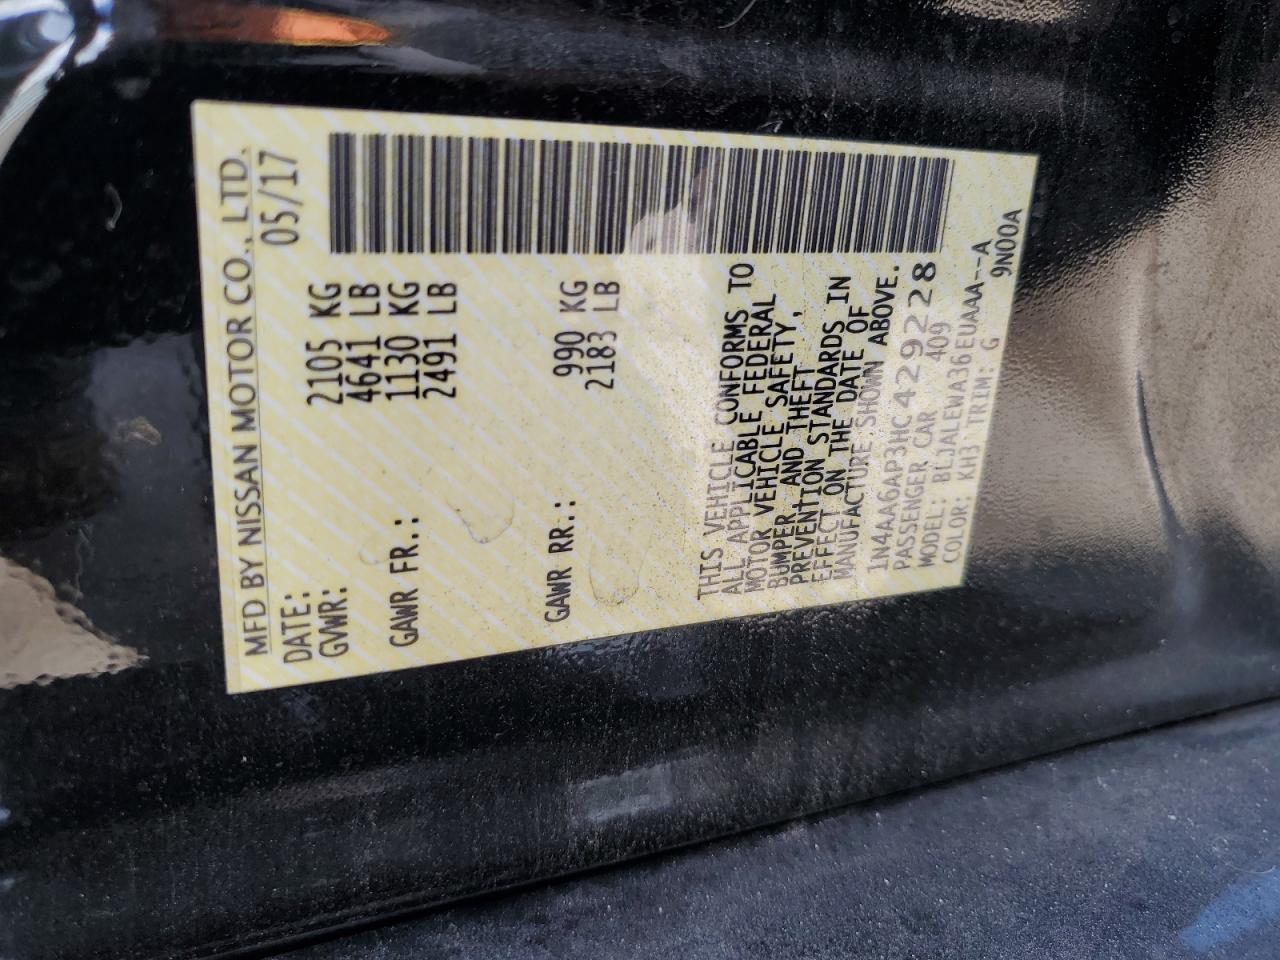 MFD BY NISSAN MOTOR CO., LTD.
DATE: 05/17
GVWR: 2105 KG
4641 LB
GAWR FR.: 1130 KG
2491 LB
GAWR RR.: 990 KG
2183 LB
THIS VEHICLE CONFORMS TO
ALL APPLICABLE FEDERAL
MOTOR VEHICLE SAFETY,
BUMPER, AND THEFT
PREVENTION STANDARDS IN
EFFECT ON THE DATE OF
MANUFACTURE SHOWN ABOVE.
1N4AA6AP3HC429228
PASSENGER CAR 409
MODEL: BLJALEWA36EUAAA--A
COLOR: KH3 TRIM: G 9N00A